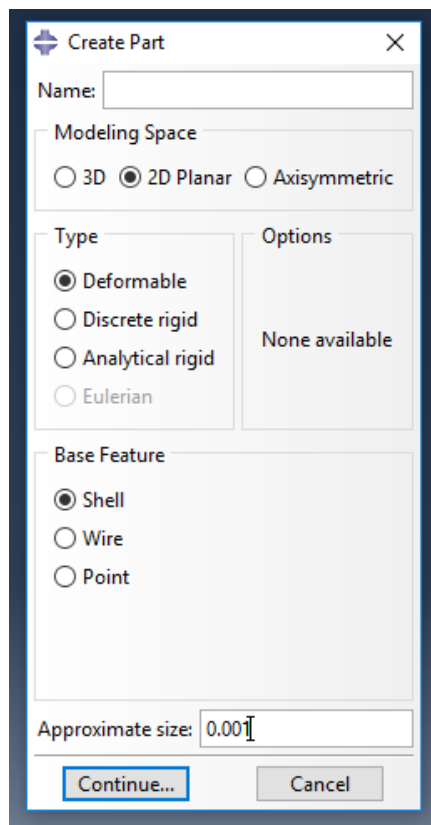 Create Part
Name:
Modeling Space
3D 2D Planar Axisymmetric
Type Options
Deformable
Discrete rigid
None available
Analytical rigid
Eulerian
Base Feature
Shell
Wire
Point
Approximate size: 0.001
Continue... Cancel